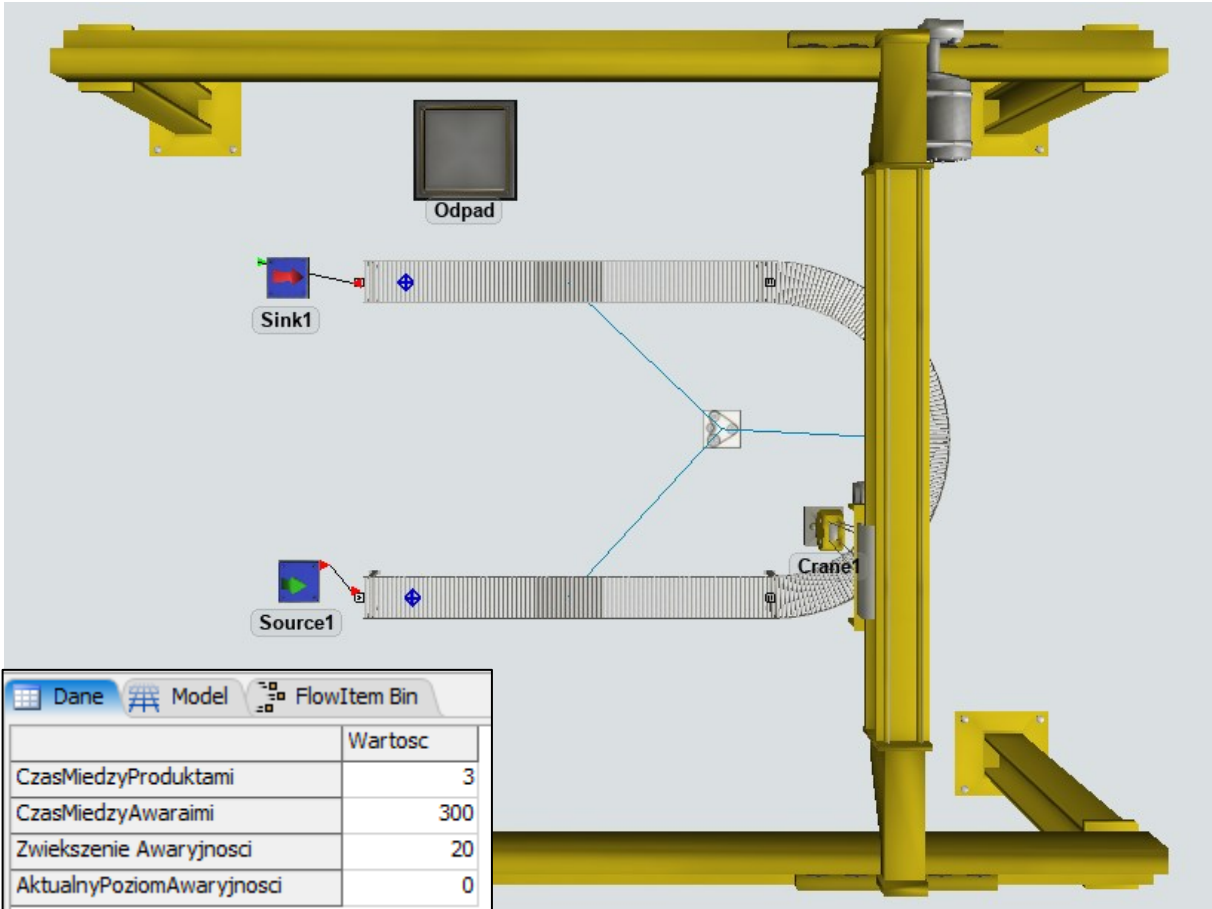 Odpad
Sink1
Crane1
Source1
Dane Model FlowItem Bin
Wartosc
CzasMiedzyProduktami 3
CzasMiedzyAwaraimi 300
Zwiekszenie Awaryjnosci 20
AktualnyPoziomAwaryjnosci 0